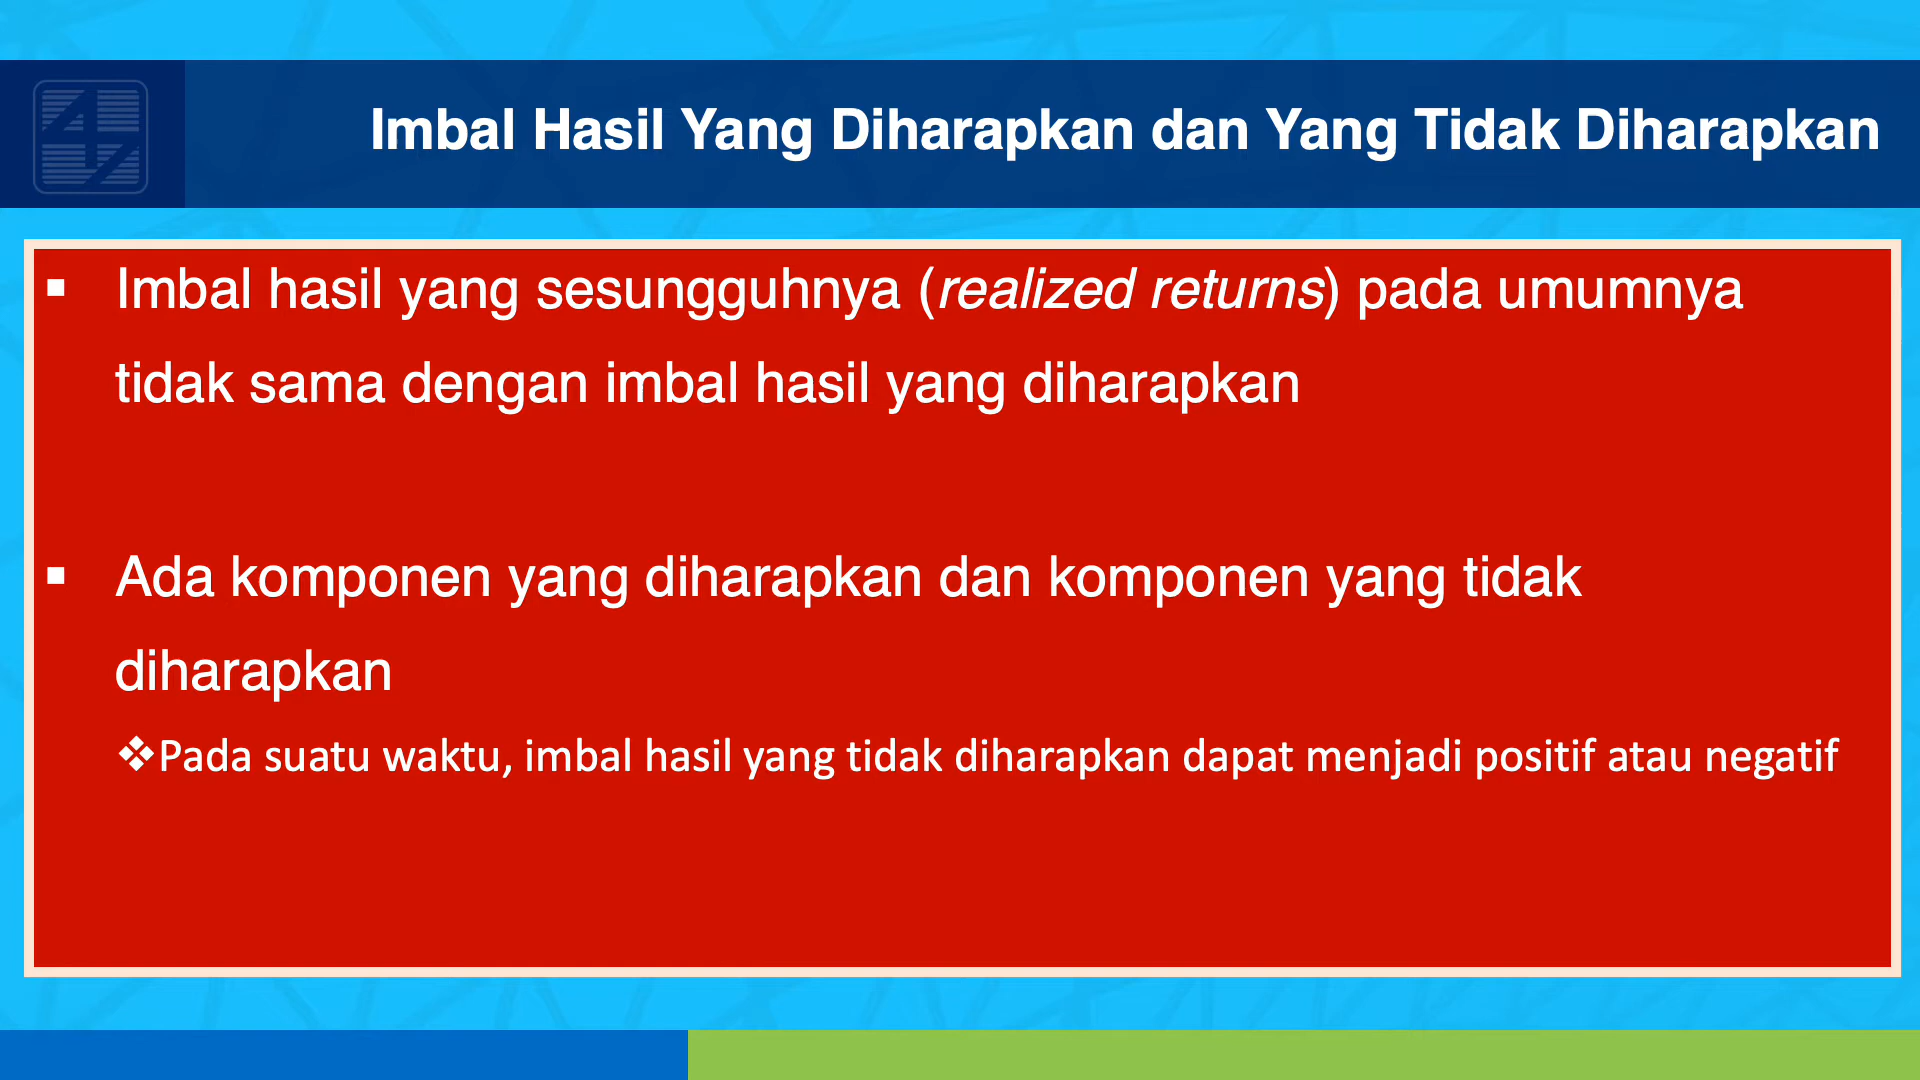 Imbal Hasil Yang Diharapkan dan Yang Tidak Diharapkan
▪ Imbal hasil yang sesungguhnya (realized returns) pada umumnya
tidak sama dengan imbal hasil yang diharapkan
▪ Ada komponen yang diharapkan dan komponen yang tidak
diharapkan
❖Pada suatu waktu, imbal hasil yang tidak diharapkan dapat menjadi positif atau negatif